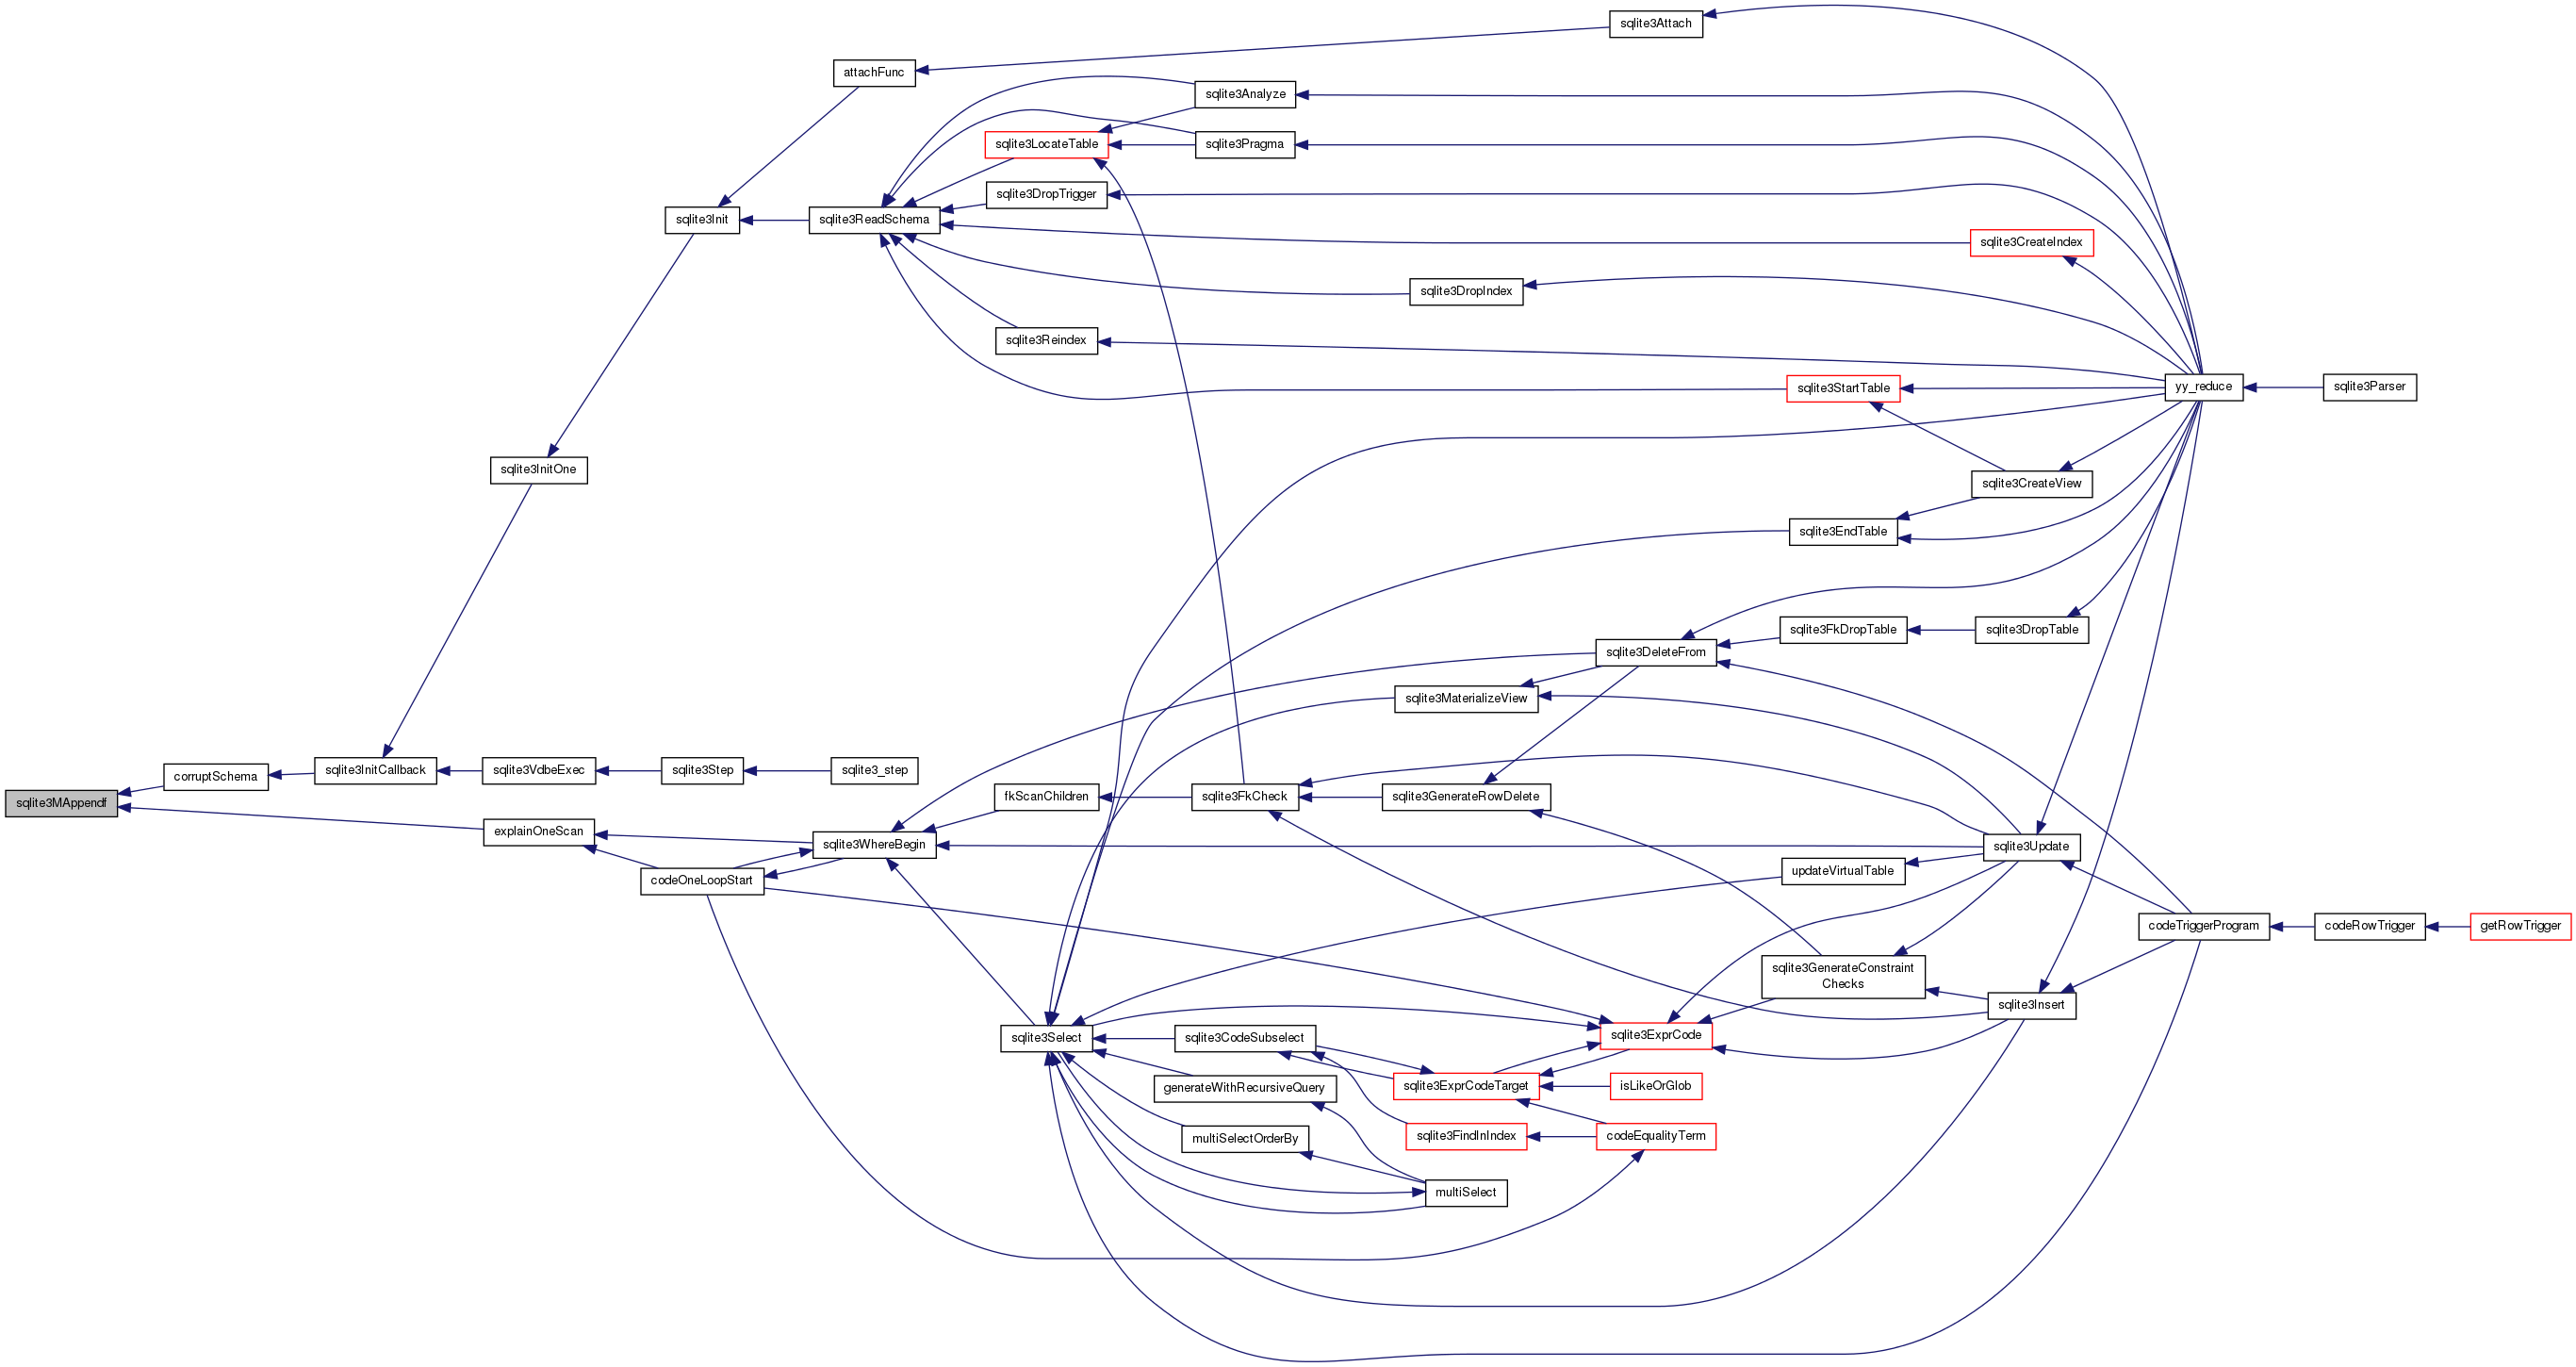 sqlite3Attach
attachFunc
sqlite3Analyze
sqlite3LocateTable
sqlite3Pragma
sqlite3DropTrigger
sqlite3Init
sqlite3ReadSchema
sqlite3CreateIndex
sqlite3DropIndex
sqlite3Reindex
sqlite3StartTable
yy_reduce
sqlite3Parser
sqlite3InitOne
sqlite3CreateView
sqlite3EndTable
sqlite3FkDropTable
sqlite3DropTable
sqlite3DeleteFrom
sqlite3MaterializeView
corruptSchema
sqlite3InitCallback
sqlite3VdbeExec
sqlite3Step
sqlite3_step
sqlite3MAppendf
fkScanChildren
sqlite3FkCheck
sqlite3GenerateRowDelete
explainOneScan
sqlite3WhereBegin
sqlite3Update
updateVirtualTable
codeOneLoopStart
codeTriggerProgram
codeRowTrigger
getRowTrigger
sqlite3GenerateConstraint
Checks
sqlite3Insert
sqlite3Select
sqlite3CodeSubselect
sqlite3ExprCode
generateWithRecursiveQuery
sqlite3ExprCodeTarget
isLikeOrGlob
multiSelectOrderBy
sqlite3FindInIndex
codeEqualityTerm
multiSelect